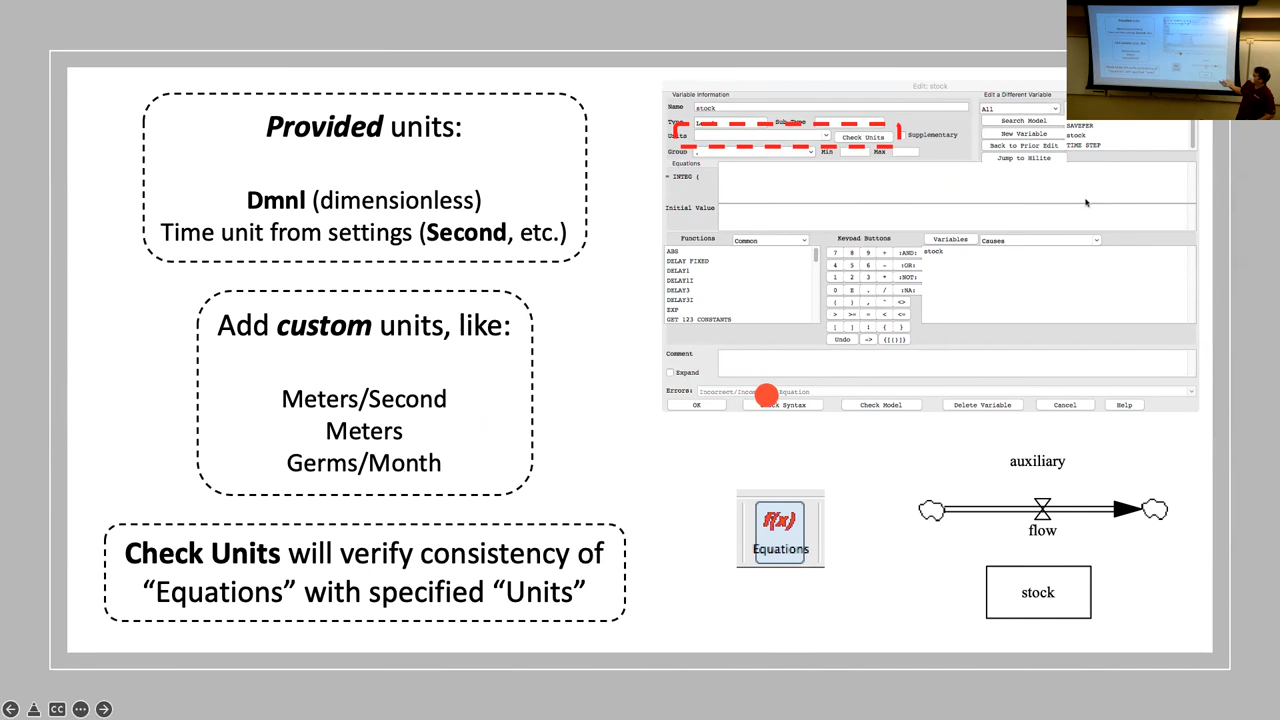 Provided units:
Dmnl (dimensionless)
Time unit from settings (Second, etc.)
Add custom units, like:
Meters/Second
Meters
Germs/Month
Check Units will verify consistency of
“Equations” with specified “Units”
Edit: stock
Variable Information
Edit a Different Variable
Name
stock
All
Type
Search Model
SAVEPER
Units
Check Units
Supplementary
New Variable
stock
Group
Min
Max
Back to Prior Edit
TIME STEP
Jump to Hilite
Equations
= INTEG (
Initial Value
Functions
Common
Keypad Buttons
Variables
Causes
ABS
DELAY FIXED
DELAY1
DELAY1I
DELAY3
DELAY3I
EXP
GET 123 CONSTANTS
7 8 9 + :AND:
4 5 6 - :OR:
1 2 3 * :NOT:
0 E . / :NA:
( ) , ^ <>
> >= = < <=
[ ] ! { }
Undo -> {[()]}
stock
Comment
Expand
Errors:
Equation
OK
Syntax
Check Model
Delete Variable
Cancel
Help
f(x)
Equations
auxiliary
flow
stock
CC